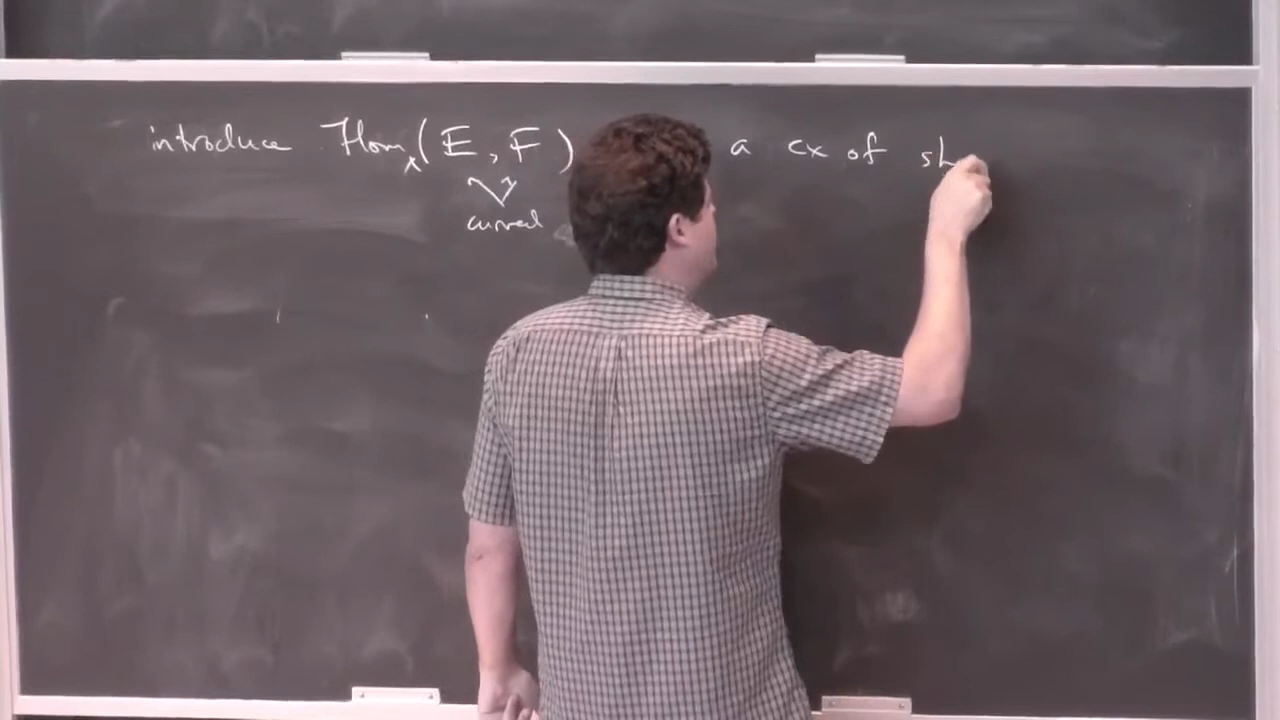 introduce Hom_X(E, F) a cx of sh
curved